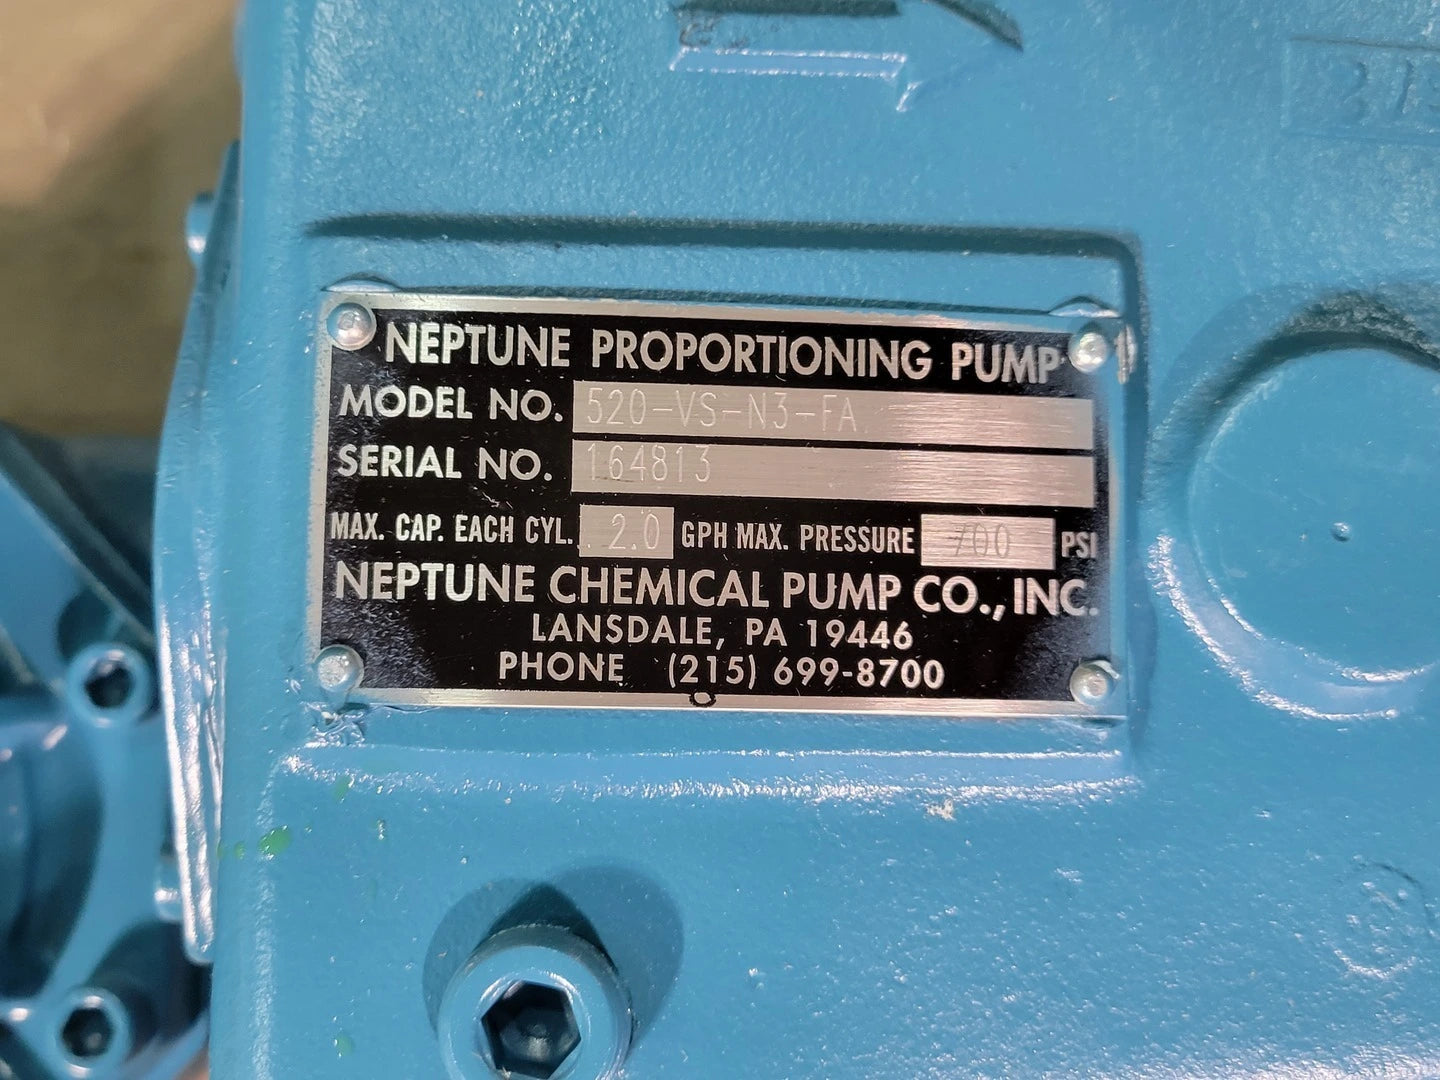 NEPTUNE PROPORTIONING PUMP
MODEL NO. 520-VS-N3-FA
SERIAL NO. 164813
MAX. CAP. EACH CYL. 2.0 GPH MAX. PRESSURE 700 PSI
NEPTUNE CHEMICAL PUMP CO., INC.
LANSDALE, PA 19446
PHONE (215) 699-8700